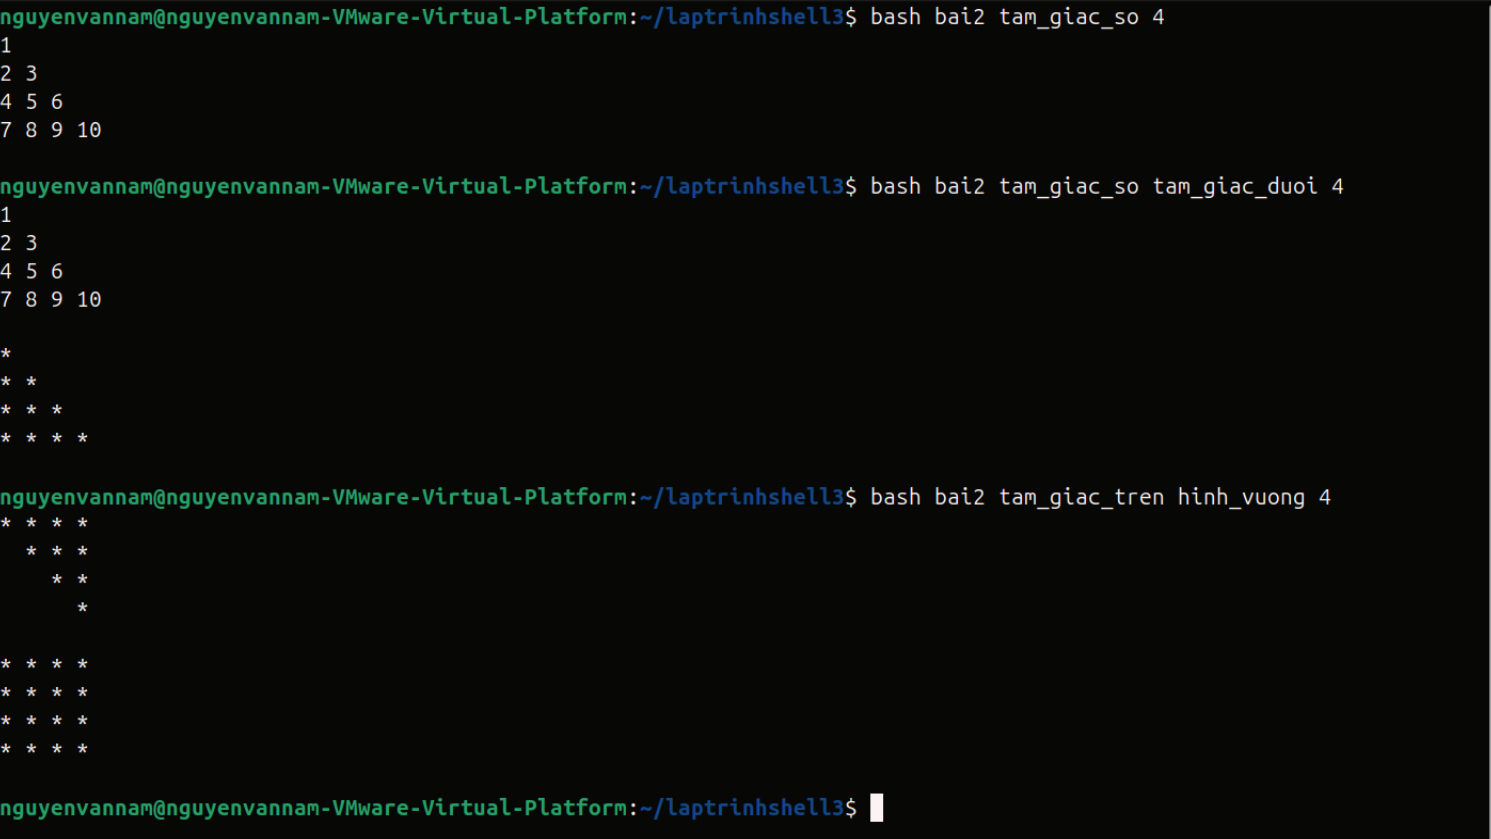 nguyenvannam@nguyenvannam-VMware-Virtual-Platform:~/laptrinhshell3$ bash bai2 tam_giac_so 4
1
2 3
4 5 6
7 8 9 10

nguyenvannam@nguyenvannam-VMware-Virtual-Platform:~/laptrinhshell3$ bash bai2 tam_giac_so tam_giac_duoi 4
1
2 3
4 5 6
7 8 9 10

*
* *
* * *
* * * *

nguyenvannam@nguyenvannam-VMware-Virtual-Platform:~/laptrinhshell3$ bash bai2 tam_giac_tren hinh_vuong 4
* * * *
  * * *
    * *
      *

* * * *
* * * *
* * * *
* * * *

nguyenvannam@nguyenvannam-VMware-Virtual-Platform:~/laptrinhshell3$